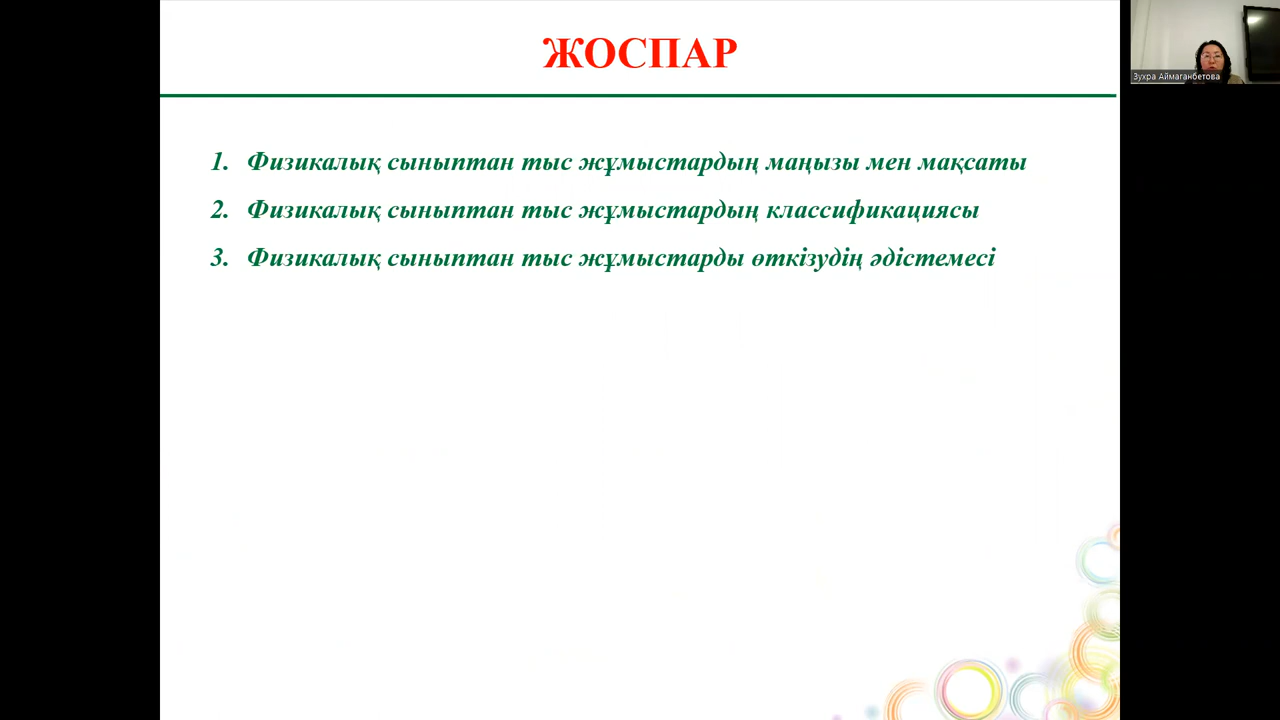 ЖОСПАР
1. Физикалық сыныптан тыс жұмыстардың маңызы мен мақсаты
2. Физикалық сыныптан тыс жұмыстардың классификациясы
3. Физикалық сыныптан тыс жұмыстарды өткізудің әдістемесі
Зухра Аймаганбетова